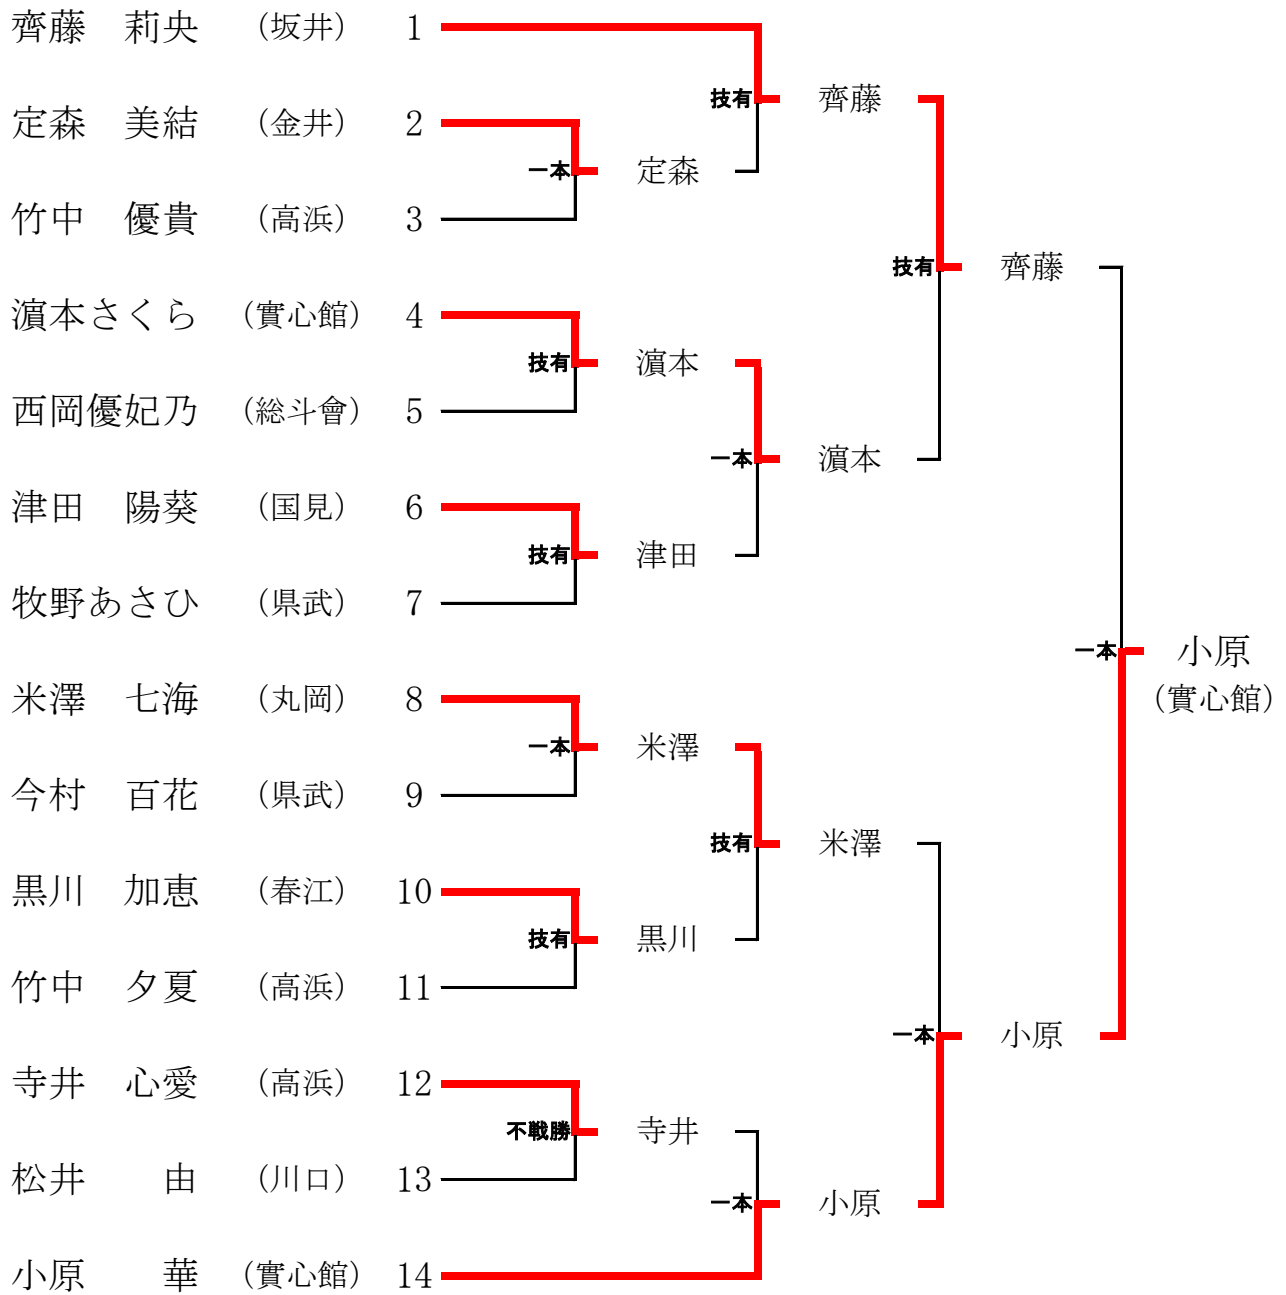 齊藤　莉央　（坂井）　1
技有　齊藤
定森　美結　（金井）　2
一本　定森
竹中　優貴　（高浜）　3
技有　齊藤
濵本さくら　（實心館）　4
技有　濵本
西岡優妃乃　（総斗會）　5
一本　濵本
津田　陽葵　（国見）　6
技有　津田
牧野あさひ　（県武）　7
一本　小原
（實心館）
米澤　七海　（丸岡）　8
一本　米澤
今村　百花　（県武）　9
技有　米澤
黒川　加恵　（春江）　10
技有　黒川
竹中　夕夏　（高浜）　11
一本　小原
寺井　心愛　（高浜）　12
不戦勝　寺井
松井　　由　（川口）　13
一本　小原
小原　　華　（實心館）　14